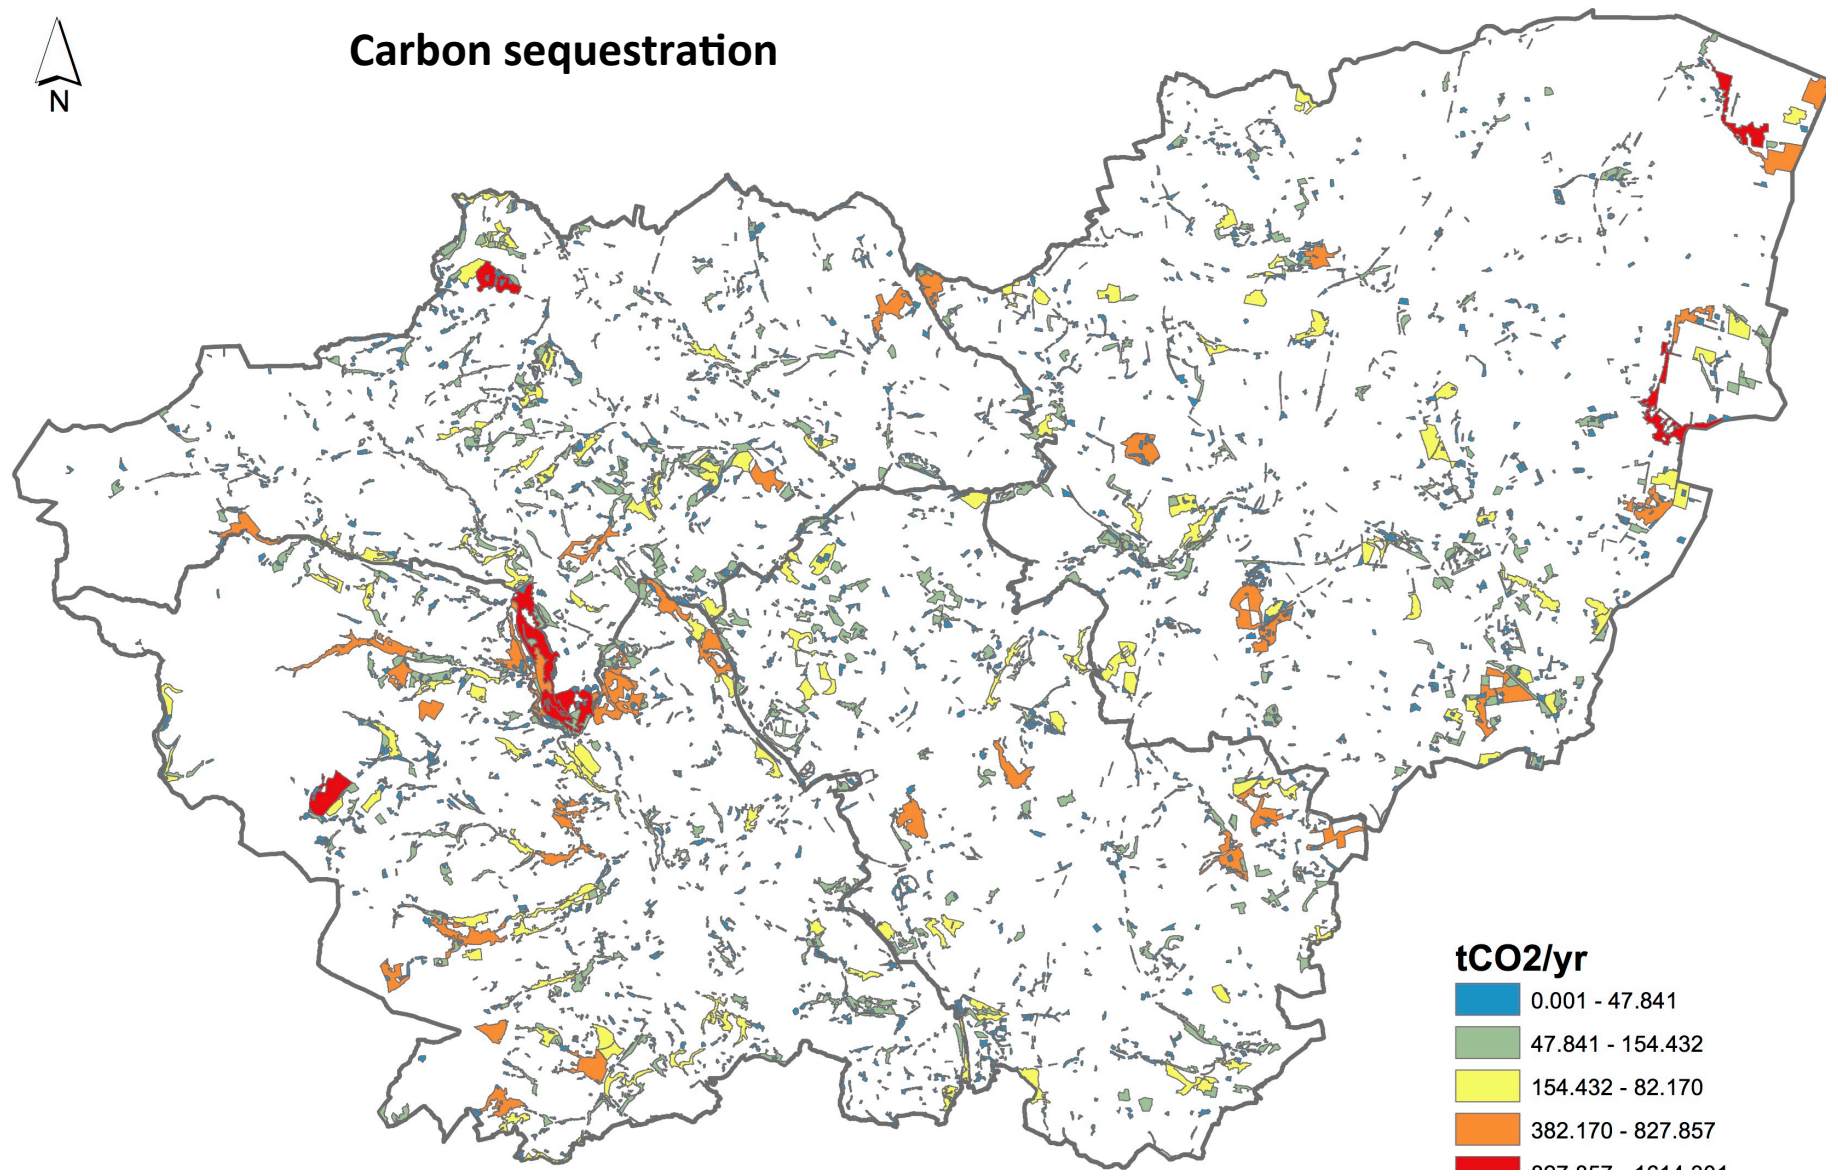 Carbon sequestration
N
tCO2/yr
0.001 - 47.841
47.841 - 154.432
154.432 - 82.170
382.170 - 827.857